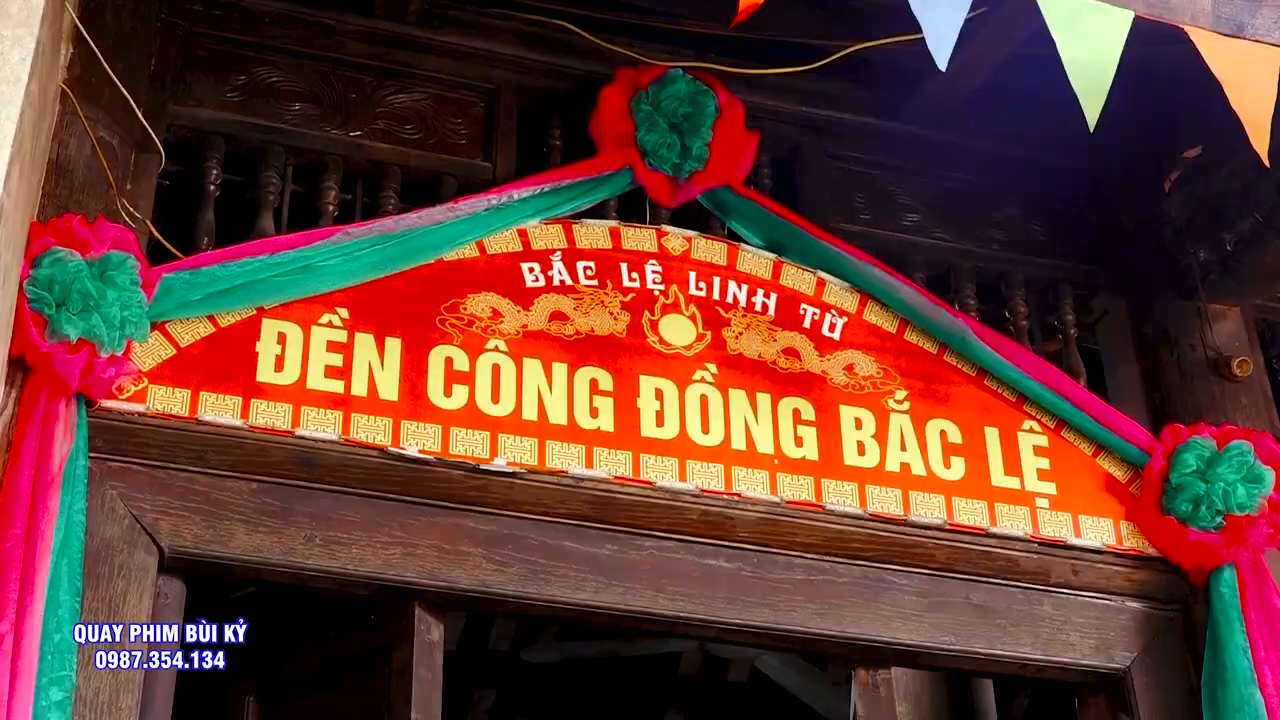 BẮC LỆ LINH TỪ
ĐỀN CÔNG ĐỒNG BẮC LỆ
QUAY PHIM BÙI KỶ
0987.354.134